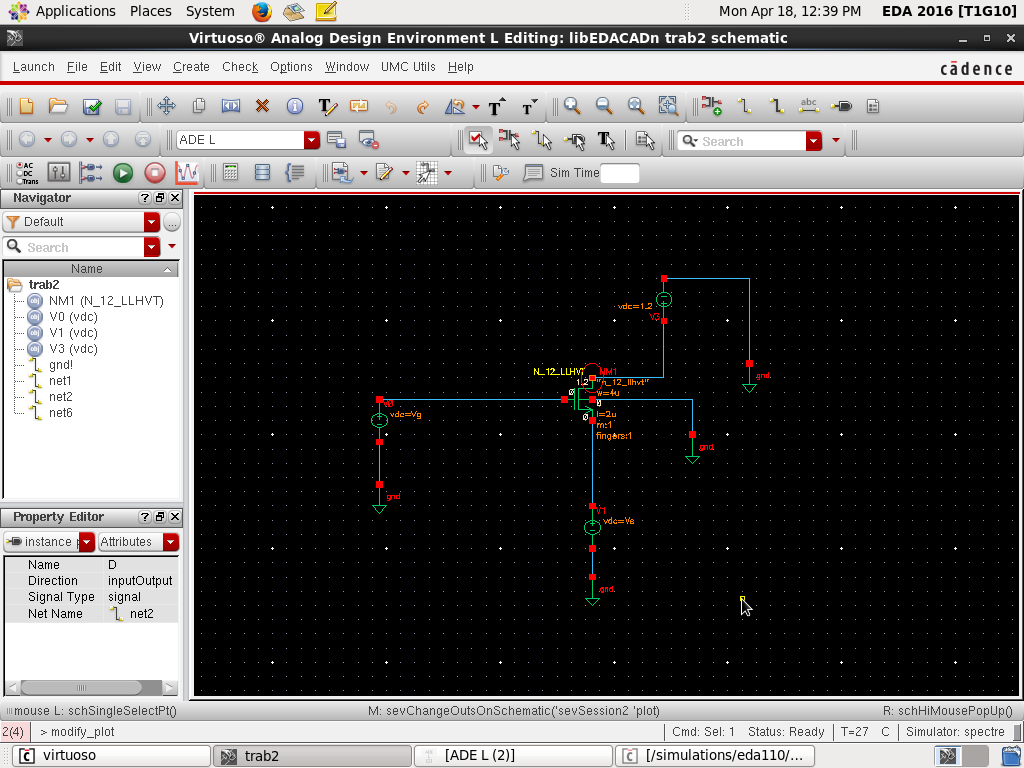 Applications Places System Mon Apr 18, 12:39 PM EDA 2016 [T1G10]
Virtuoso® Analog Design Environment L Editing: libEDACADn trab2 schematic
Launch File Edit View Create Check Options Window UMC Utils Help cādence
abc
ADE L Search
AC DC Trans Sim Time
Navigator
Default
Search
Name
trab2
NM1 (N_12_LLHVT)
V0 (vdc)
V1 (vdc)
V3 (vdc)
gnd!
net1
net2
net6
Property Editor
Attributes
Name D
Direction inputOutput
Signal Type signal
Net Name net2
vdc=1.2
V3
gnd
N_12_LLHVT NM1
1.2 "n_12_llhvt"
w=4u
l=2u
m:1
fingers:1
vdc=Vg
gnd
gnd
V1
vdc=Vs
gnd
mouse L: schSingleSelectPt() M: sevChangeOutsOnSchematic('sevSession2 'plot) R: schHiMousePopUp()
2(4) > modify_plot Cmd: Sel: 1 Status: Ready T=27 C Simulator: spectre
virtuoso trab2 [ADE L (2)] [/simulations/eda110/...